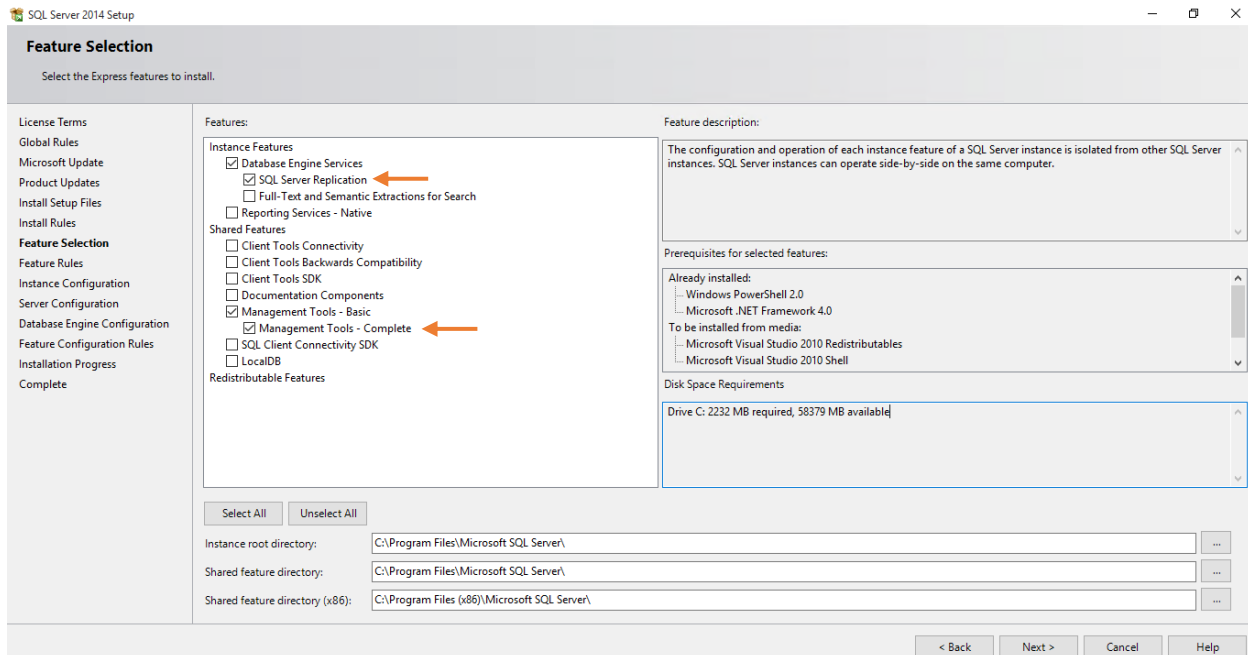 SQL Server 2014 Setup
Feature Selection
Select the Express features to install.
License Terms
Global Rules
Microsoft Update
Product Updates
Install Setup Files
Install Rules
Feature Selection
Feature Rules
Instance Configuration
Server Configuration
Database Engine Configuration
Feature Configuration Rules
Installation Progress
Complete
Features:
Instance Features
Database Engine Services
SQL Server Replication
Full-Text and Semantic Extractions for Search
Reporting Services - Native
Shared Features
Client Tools Connectivity
Client Tools Backwards Compatibility
Client Tools SDK
Documentation Components
Management Tools - Basic
Management Tools - Complete
SQL Client Connectivity SDK
LocalDB
Redistributable Features
Feature description:
The configuration and operation of each instance feature of a SQL Server instance is isolated from other SQL Server
instances. SQL Server instances can operate side-by-side on the same computer.
Prerequisites for selected features:
Already installed:
Windows PowerShell 2.0
Microsoft .NET Framework 4.0
To be installed from media:
Microsoft Visual Studio 2010 Redistributables
Microsoft Visual Studio 2010 Shell
Disk Space Requirements
Drive C: 2232 MB required, 58379 MB available
Select All
Unselect All
Instance root directory:
C:\Program Files\Microsoft SQL Server\
...
Shared feature directory:
C:\Program Files\Microsoft SQL Server\
...
Shared feature directory (x86):
C:\Program Files (x86)\Microsoft SQL Server\
...
< Back
Next >
Cancel
Help